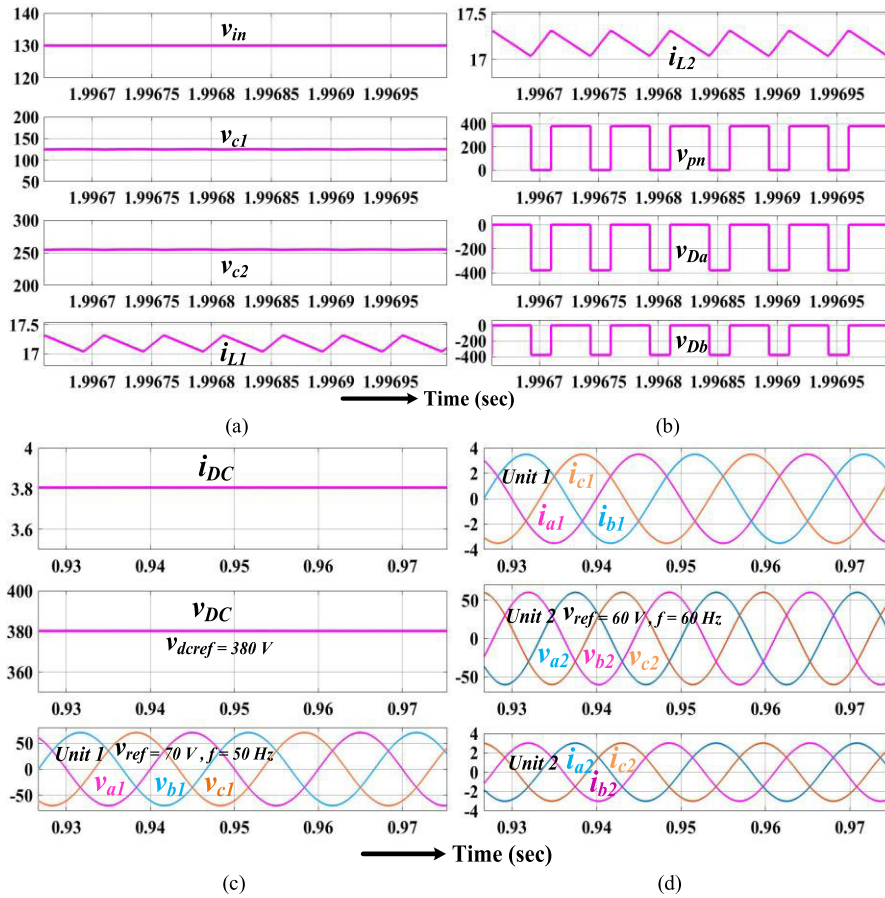 140
130
120
v_in
1.9967 1.99675 1.9968 1.99685 1.9969 1.99695
200
150
100
50
v_c1
1.9967 1.99675 1.9968 1.99685 1.9969 1.99695
300
250
200
v_c2
1.9967 1.99675 1.9968 1.99685 1.9969 1.99695
17.5
17
i_L1
1.9967 1.99675 1.9968 1.99685 1.9969 1.99695
17.5
17
i_L2
1.9967 1.99675 1.9968 1.99685 1.9969 1.99695
400
200
0
v_pn
1.9967 1.99675 1.9968 1.99685 1.9969 1.99695
0
-200
-400
v_Da
1.9967 1.99675 1.9968 1.99685 1.9969 1.99695
0
-200
-400
v_Db
1.9967 1.99675 1.9968 1.99685 1.9969 1.99695
Time (sec)
(a)
(b)
4
3.8
3.6
i_DC
0.93 0.94 0.95 0.96 0.97
400
380
360
v_DC
v_dcref = 380 V
0.93 0.94 0.95 0.96 0.97
50
0
-50
Unit 1 v_ref = 70 V , f = 50 Hz
v_a1 v_b1 v_c1
0.93 0.94 0.95 0.96 0.97
4
2
0
-2
-4
Unit 1 i_c1
i_a1 i_b1
0.93 0.94 0.95 0.96 0.97
50
0
-50
Unit 2 v_ref = 60 V , f = 60 Hz
v_a2 v_b2 v_c2
0.93 0.94 0.95 0.96 0.97
4
2
0
-2
-4
Unit 2 i_a2 i_c2
i_b2
0.93 0.94 0.95 0.96 0.97
Time (sec)
(c)
(d)